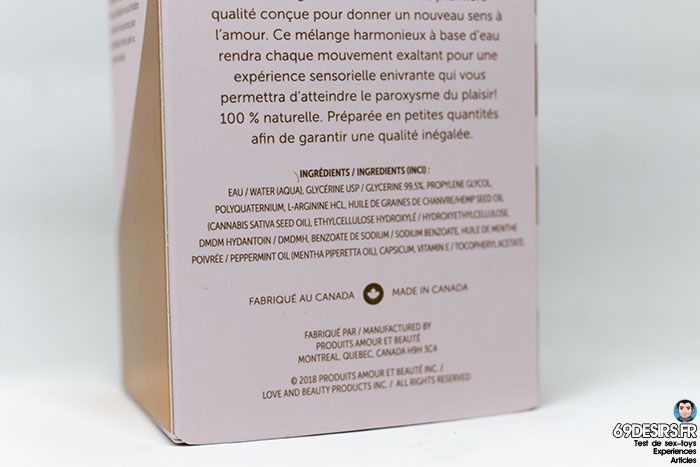 qualité conçue pour donner un nouveau sens à
l'amour. Ce mélange harmonieux à base d'eau
rendra chaque mouvement exaltant pour une
expérience sensorielle enivrante qui vous
permettra d'atteindre le paroxysme du plaisir!
100 % naturelle. Préparée en petites quantités
afin de garantir une qualité inégalée.
INGRÉDIENTS / INGREDIENTS (INCI) :
EAU / WATER (AQUA), GLYCÉRINE USP / GLYCERINE 99,5%, PROPYLENE GLYCOL,
POLYQUATERNIUM, L-ARGININE HCL, HUILE DE GRAINES DE CHANVRE/HEMP SEED OIL
(CANNABIS SATIVA SEED OIL), ETHYLCELLULOSE HYDROXYLÉ / HYDROXYETHYLCELLULOSE,
DMDM HYDANTOIN / DMDMH, BENZOATE DE SODIUM / SODIUM BENZOATE, HUILE DE MENTHE
POIVRÉE / PEPPERMINT OIL (MENTHA PIPERETTA OIL), CAPSICUM, VITAMIN E / TOCOPHERYL ACETATE.
FABRIQUÉ AU CANADA MADE IN CANADA
FABRIQUÉ PAR / MANUFACTURED BY
PRODUITS AMOUR ET BEAUTÉ
MONTREAL, QUEBEC, CANADA H9H 5C4
© 2018 PRODUITS AMOUR ET BEAUTÉ INC. /
LOVE AND BEAUTY PRODUCTS INC. / ALL RIGHTS RESERVED
69DESIRS.FR
Test de sex-toys
Experiences
Articles